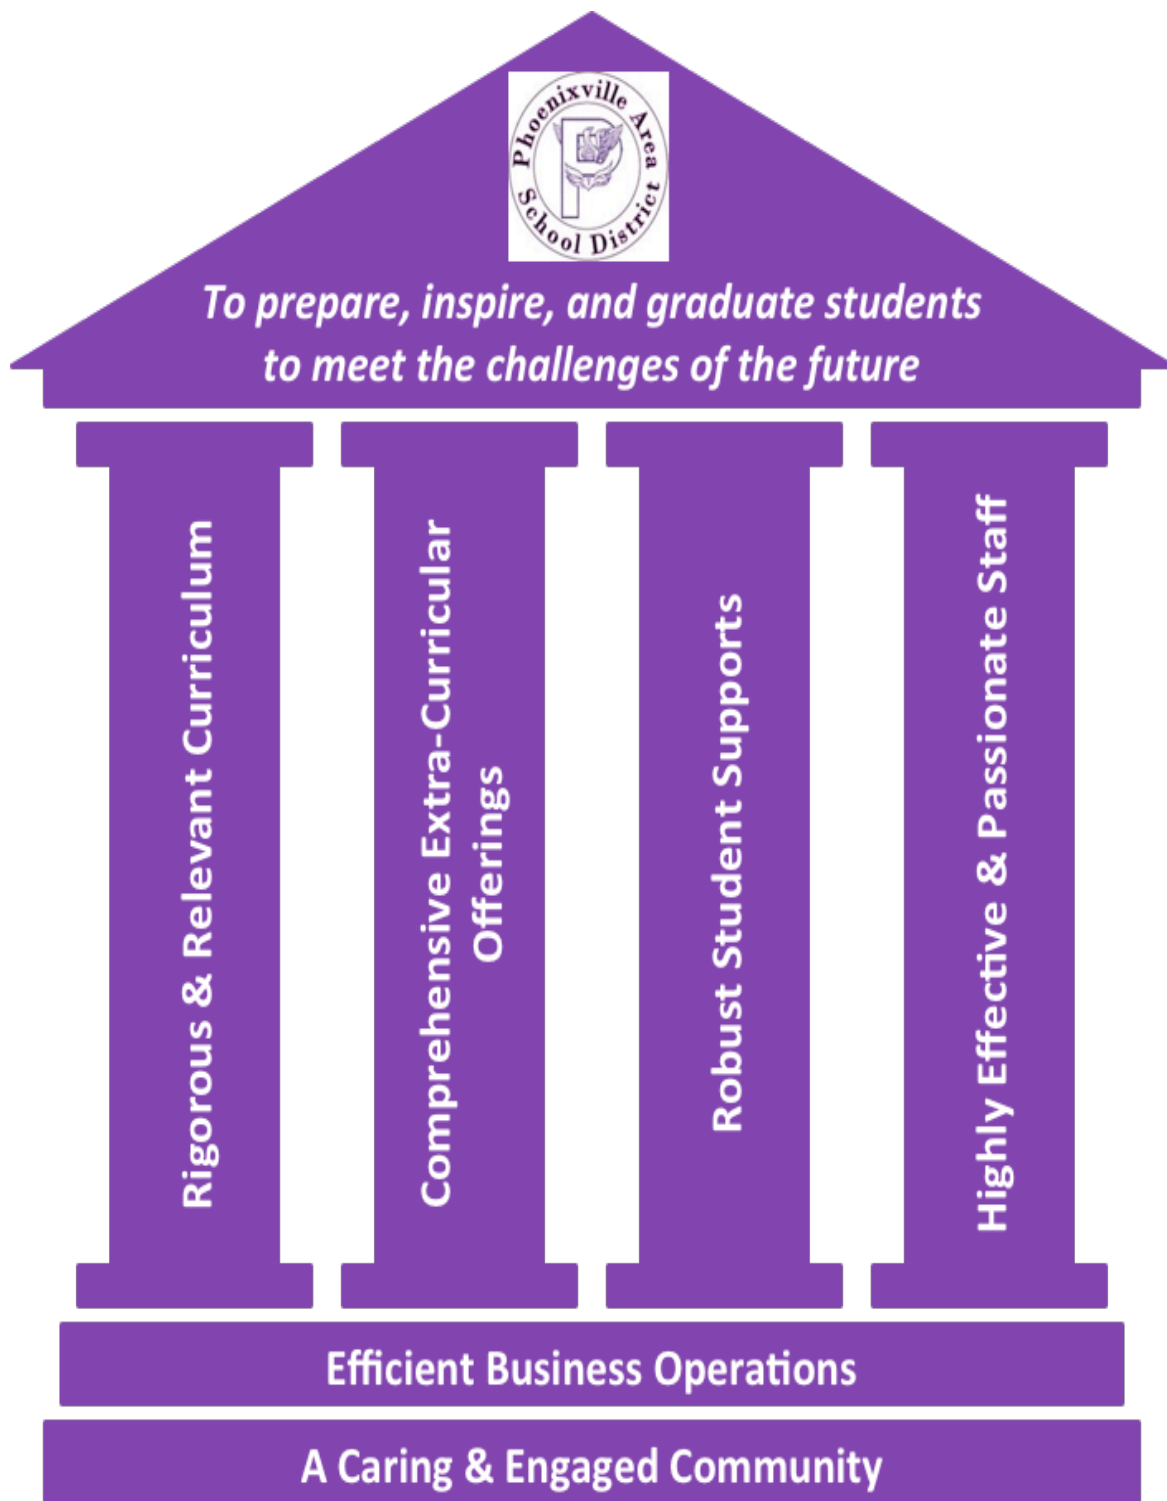 Phoenixville Area
School District
P
To prepare, inspire, and graduate students
to meet the challenges of the future
Rigorous & Relevant Curriculum
Comprehensive Extra-Curricular
Offerings
Robust Student Supports
Highly Effective & Passionate Staff
Efficient Business Operations
A Caring & Engaged Community